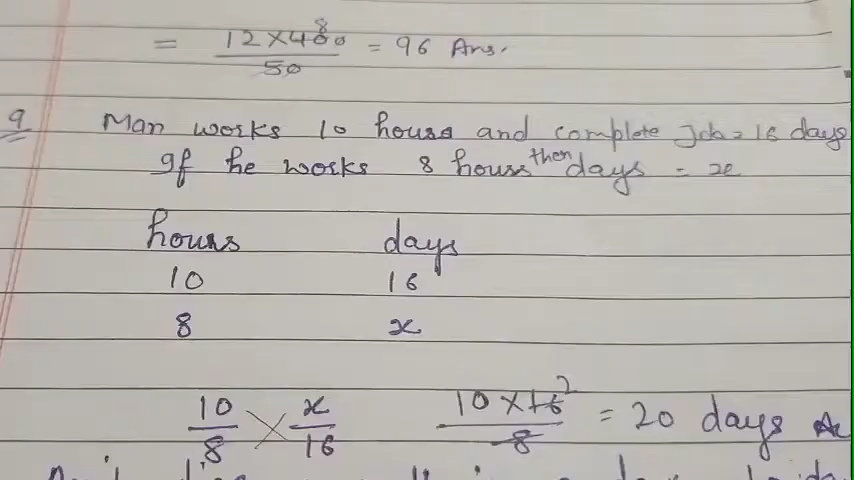 = 12 × 480 / 50 = 96 Ans.
9 Man works 10 hours and complete Job = 16 days
If he works 8 hours then days = x
hours days
10 16
8 x
10/8 × x/16 10 × 16 2 / 8 = 20 days